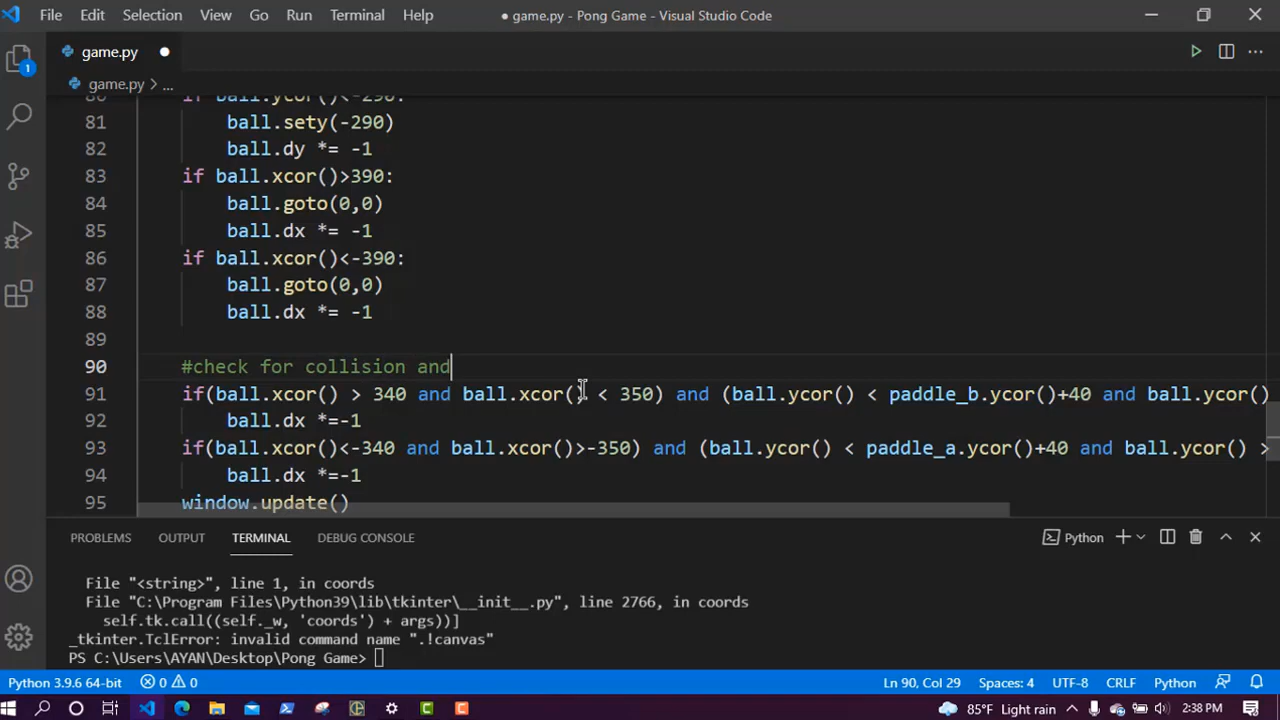 File Edit Selection View Go Run Terminal Help ● game.py - Pong Game - Visual Studio Code
game.py
game.py > ...
80 if ball.ycor()<-290:
81 ball.sety(-290)
82 ball.dy *= -1
83 if ball.xcor()>390:
84 ball.goto(0,0)
85 ball.dx *= -1
86 if ball.xcor()<-390:
87 ball.goto(0,0)
88 ball.dx *= -1
89
90 #check for collision and
91 if(ball.xcor() > 340 and ball.xcor() < 350) and (ball.ycor() < paddle_b.ycor()+40 and ball.ycor()
92 ball.dx *=-1
93 if(ball.xcor()<-340 and ball.xcor()>-350) and (ball.ycor() < paddle_a.ycor()+40 and ball.ycor() >
94 ball.dx *=-1
95 window.update()
PROBLEMS OUTPUT TERMINAL DEBUG CONSOLE Python
File "<string>", line 1, in coords
File "C:\Program Files\Python39\lib\tkinter\__init__.py", line 2766, in coords
self.tk.call((self._w, 'coords') + args))]
_tkinter.TclError: invalid command name ".!canvas"
PS C:\Users\AYAN\Desktop\Pong Game>
Python 3.9.6 64-bit 0 0 Ln 90, Col 29 Spaces: 4 UTF-8 CRLF Python
85°F Light rain 2:38 PM
1